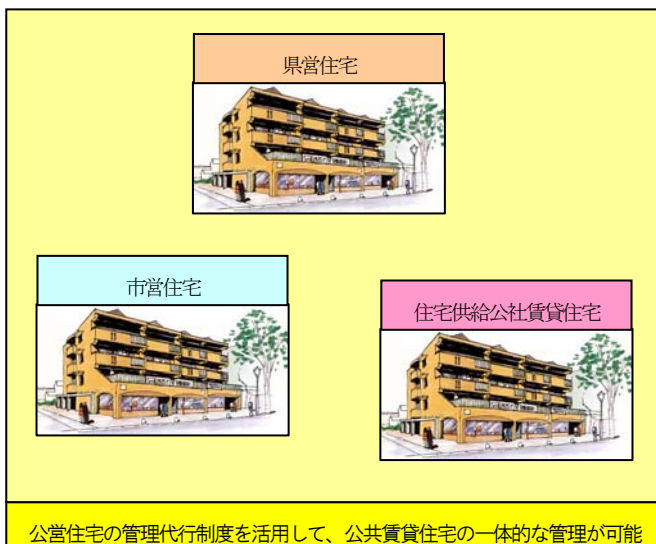 県営住宅
市営住宅
住宅供給公社賃貸住宅
公営住宅の管理代行制度を活用して、公共賃貸住宅の一体的な管理が可能